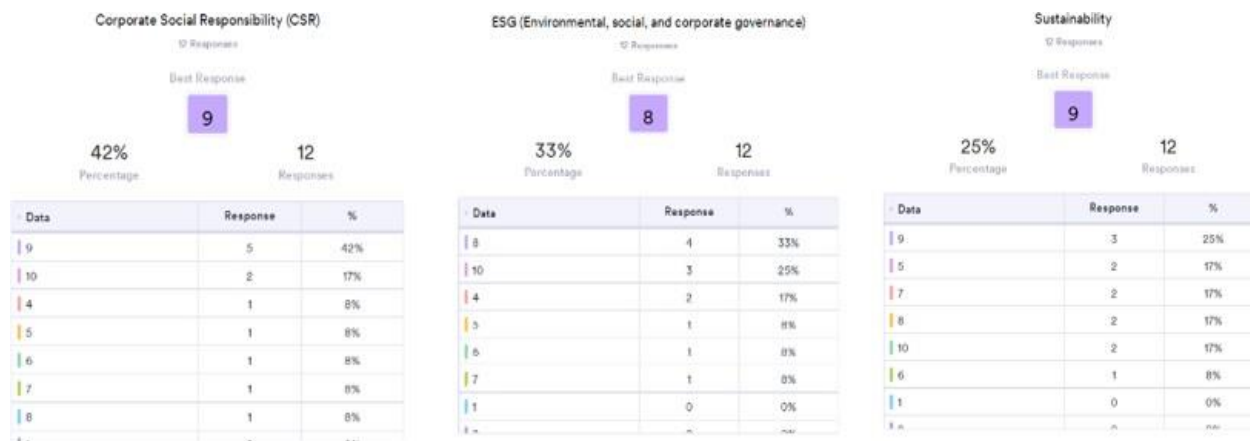 Corporate Social Responsibility (CSR)
12 Responses
Best Response
9
42% 12
Percentage Responses
Data Response %
9 5 42%
10 2 17%
4 1 8%
5 1 8%
6 1 8%
7 1 8%
8 1 8%
ESG (Environmental, social, and corporate governance)
12 Responses
Best Response
8
33% 12
Percentage Responses
Data Response %
8 4 33%
10 3 25%
4 2 17%
1 8%
6 1 8%
7 1 8%
1 0 0%
Sustainability
12 Responses
Best Response
9
25% 12
Percentage Responses
Data Response %
9 3 25%
5 2 17%
7 2 17%
8 2 17%
10 2 17%
6 1 8%
1 0 0%